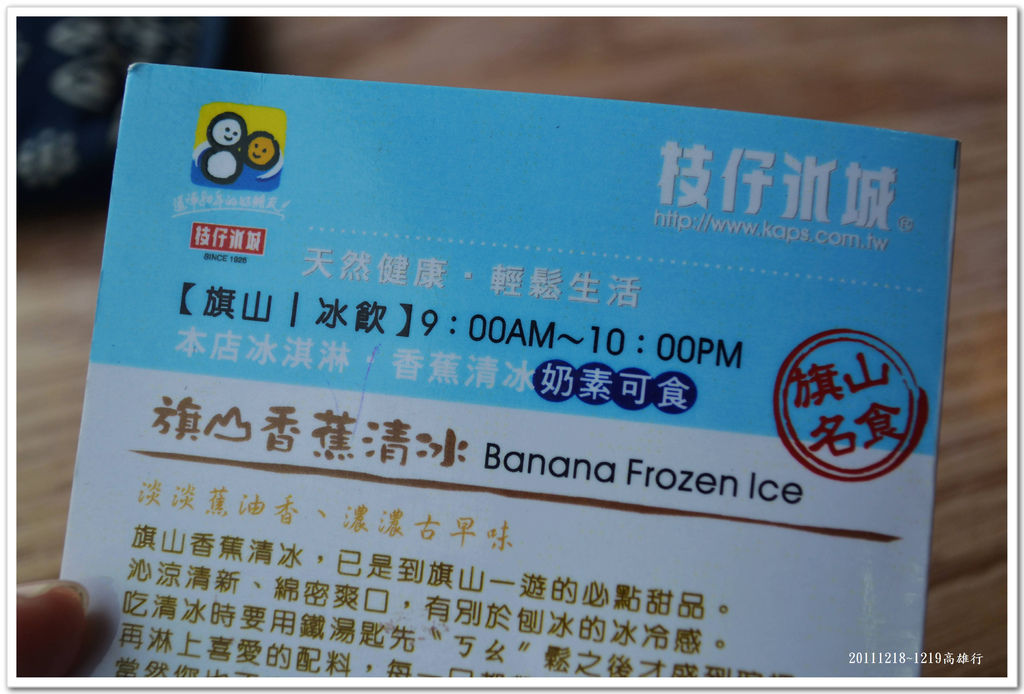 枝仔冰城®
http://www.kaps.com.tw
枝仔冰城
SINCE 1926
天然健康·輕鬆生活
【旗山 | 冰飲】9:00AM~10:00PM
本店冰淇淋·香蕉清冰奶素可食
旗山
名食
旗山香蕉清冰 Banana Frozen Ice
淡淡蕉油香、濃濃古早味
旗山香蕉清冰,已是到旗山一遊的必點甜品。
沁涼清新、綿密爽口,有別於刨冰的冰冷感。
吃清冰時要用鐵湯匙先〝ㄎㄠ〞鬆之後才感到
再淋上喜愛的配料,每一口都
當然您也
20111218~1219高雄行